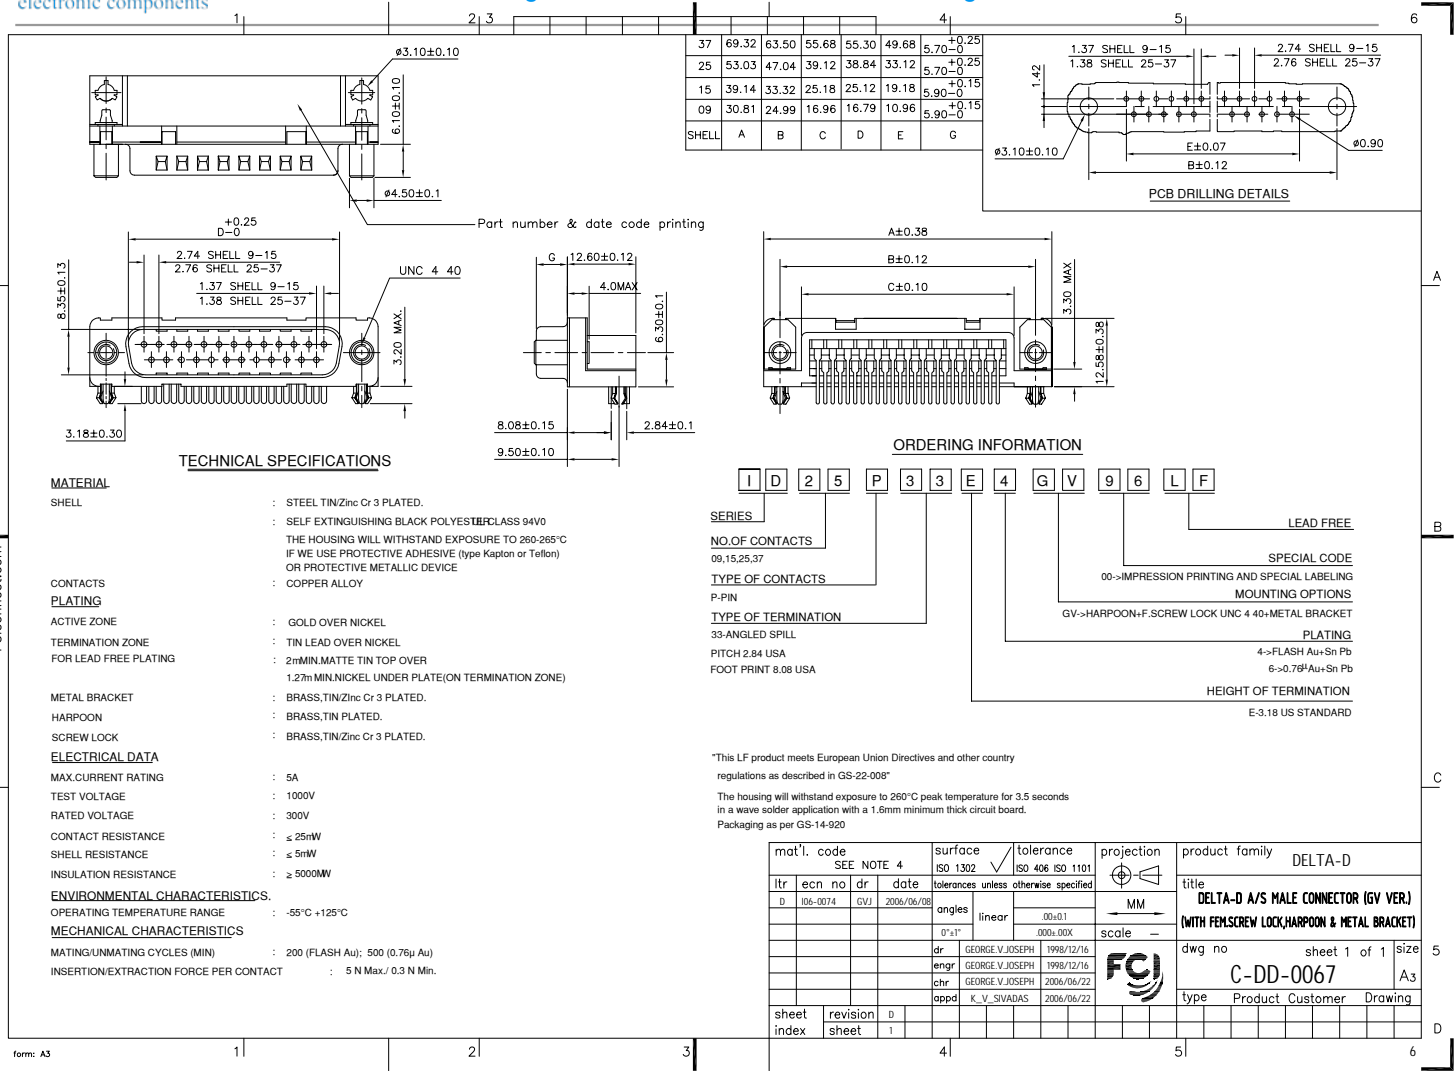 electronic components
1
2
3
4
5
6
37 69.32 63.50 55.68 55.30 49.68 5.70 +0.25 −0
25 53.03 47.04 39.12 38.84 33.12 5.70 +0.25 −0
15 39.14 33.32 25.18 25.12 19.18 5.90 +0.15 −0
09 30.81 24.99 16.96 16.79 10.96 5.90 +0.15 −0
SHELL A B C D E G
ø3.10±0.10
6.10±0.10
ø4.50±0.1
Part number & date code printing
1.37 SHELL 9−15
1.38 SHELL 25−37
2.74 SHELL 9−15
2.76 SHELL 25−37
1.42
ø3.10±0.10
ø0.90
E±0.07
B±0.12
PCB DRILLING DETAILS
+0.25
D−0
2.74 SHELL 9−15
2.76 SHELL 25−37
1.37 SHELL 9−15
1.38 SHELL 25−37
UNC 4 40
8.35±0.13
3.20 MAX.
3.18±0.30
G 12.60±0.12
4.0MAX
6.30±0.1
8.08±0.15
2.84±0.1
9.50±0.10
A±0.38
B±0.12
C±0.10
3.30 MAX
12.58±0.38
A
B
C
D
TECHNICAL SPECIFICATIONS
MATERIAL
SHELL : STEEL TIN/Zinc Cr 3 PLATED.
: SELF EXTINGUISHING BLACK POLYESTER UL CLASS 94V0
THE HOUSING WILL WITHSTAND EXPOSURE TO 260-265°C
IF WE USE PROTECTIVE ADHESIVE (type Kapton or Teflon)
OR PROTECTIVE METALLIC DEVICE
CONTACTS : COPPER ALLOY
PLATING
ACTIVE ZONE : GOLD OVER NICKEL
TERMINATION ZONE : TIN LEAD OVER NICKEL
FOR LEAD FREE PLATING : 2mMIN.MATTE TIN TOP OVER
1.27m MIN.NICKEL UNDER PLATE(ON TERMINATION ZONE)
METAL BRACKET : BRASS,TIN/ZInc Cr 3 PLATED.
HARPOON : BRASS,TIN PLATED.
SCREW LOCK : BRASS,TIN/Zinc Cr 3 PLATED.
ELECTRICAL DATA
MAX.CURRENT RATING : 5A
TEST VOLTAGE : 1000V
RATED VOLTAGE : 300V
CONTACT RESISTANCE : ≤ 25mW
SHELL RESISTANCE : ≤ 5mW
INSULATION RESISTANCE : ≥ 5000MW
ENVIRONMENTAL CHARACTERISTICS.
OPERATING TEMPERATURE RANGE : -55°C +125°C
MECHANICAL CHARACTERISTICS
MATING/UNMATING CYCLES (MIN) : 200 (FLASH Au); 500 (0.76µ Au)
INSERTION/EXTRACTION FORCE PER CONTACT : 5 N Max./ 0.3 N Min.
ORDERING INFORMATION
I D 2 5 P 3 3 E 4 G V 9 6 L F
SERIES
NO.OF CONTACTS
09,15,25,37
TYPE OF CONTACTS
P-PIN
TYPE OF TERMINATION
33-ANGLED SPILL
PITCH 2.84 USA
FOOT PRINT 8.08 USA
LEAD FREE
SPECIAL CODE
00->IMPRESSION PRINTING AND SPECIAL LABELING
MOUNTING OPTIONS
GV->HARPOON+F.SCREW LOCK UNC 4 40+METAL BRACKET
PLATING
4->FLASH Au+Sn Pb
6->0.76µAu+Sn Pb
HEIGHT OF TERMINATION
E-3.18 US STANDARD
"This LF product meets European Union Directives and other country
regulations as described in GS-22-008"
The housing will withstand exposure to 260°C peak temperature for 3.5 seconds
in a wave solder application with a 1.6mm minimum thick circuit board.
Packaging as per GS-14-920
mat'l. code
SEE NOTE 4
surface
ISO 1302
tolerance
ISO 406 ISO 1101
projection
product family DELTA-D
ltr ecn no dr date
D I06-0074 GVJ 2006/06/08
tolerances unless otherwise specified
angles
0°±1°
linear
.00±0.1
.000±.00X
MM
scale −
title
DELTA-D A/S MALE CONNECTOR (GV VER.)
(WITH FEM.SCREW LOCK,HARPOON & METAL BRACKET)
dr GEORGE.V.JOSEPH 1998/12/16
engr GEORGE.V.JOSEPH 1998/12/16
chr GEORGE.V.JOSEPH 2006/06/22
appd K_V_SIVADAS 2006/06/22
FCJ
dwg no sheet 1 of 1 size
C-DD-0067 A3
type Product Customer Drawing
5
sheet revision D
index sheet 1
form: A3
1
2
3
4
5
6